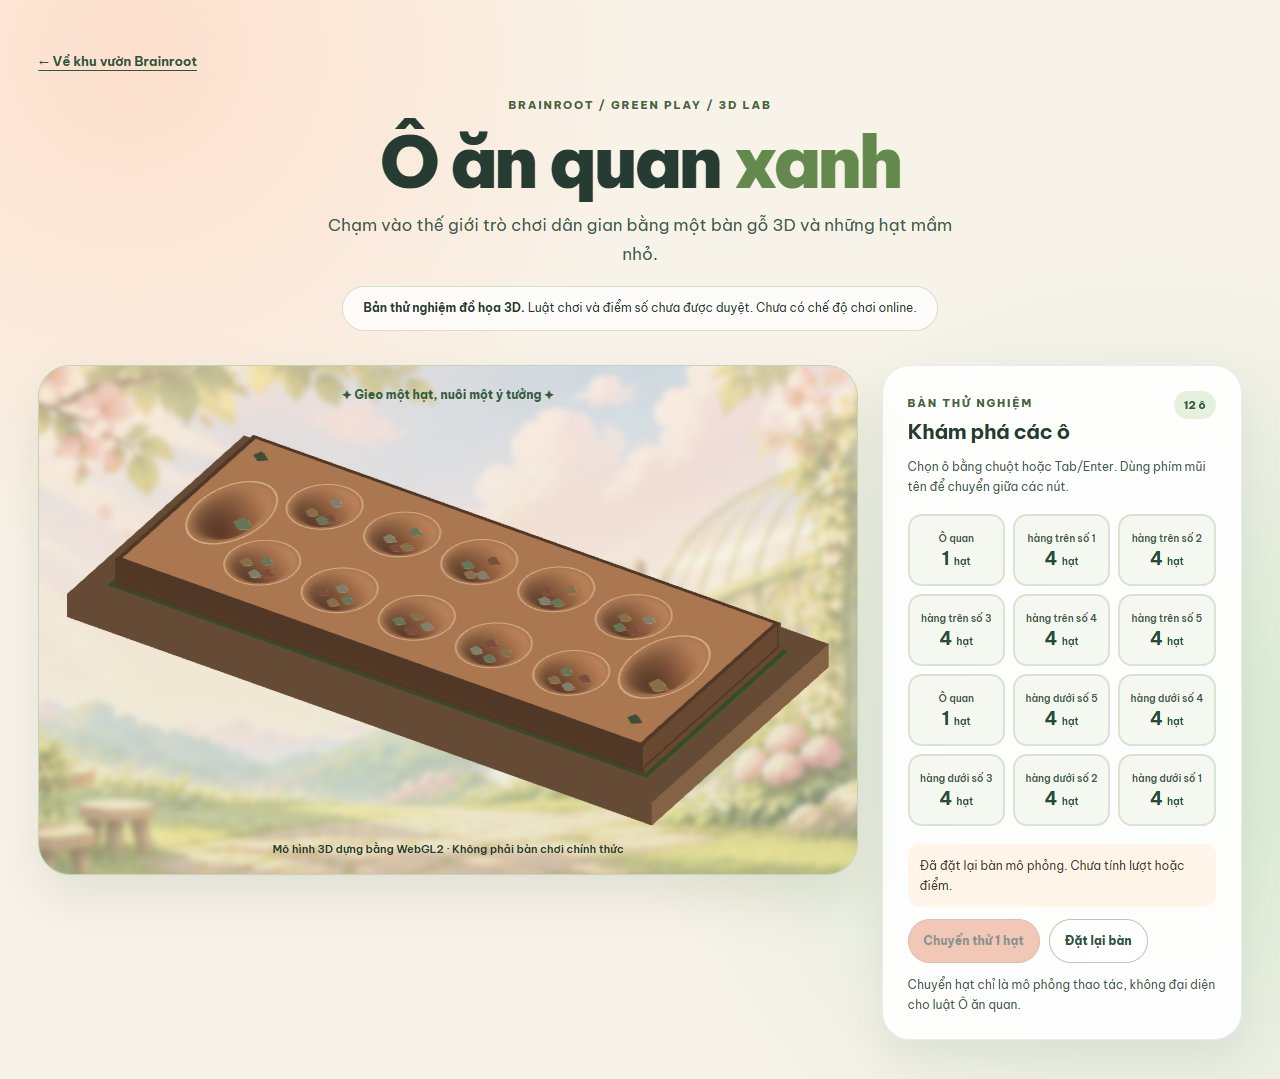 ← Về khu vườn Brainroot
BRAINROOT / GREEN PLAY / 3D LAB
Ô ăn quan xanh
Chạm vào thế giới trò chơi dân gian bằng một bàn gỗ 3D và những hạt mầm
nhỏ.
Bản thử nghiệm đồ họa 3D. Luật chơi và điểm số chưa được duyệt. Chưa có chế độ chơi online.
✦ Gieo một hạt, nuôi một ý tưởng ✦
Mô hình 3D dựng bằng WebGL2 · Không phải bàn chơi chính thức
BÀN THỬ NGHIỆM
12 ô
Khám phá các ô
Chọn ô bằng chuột hoặc Tab/Enter. Dùng phím mũi
tên để chuyển giữa các nút.
Ô quan
1 hạt
hàng trên số 1
4 hạt
hàng trên số 2
4 hạt
hàng trên số 3
4 hạt
hàng trên số 4
4 hạt
hàng trên số 5
4 hạt
Ô quan
1 hạt
hàng dưới số 5
4 hạt
hàng dưới số 4
4 hạt
hàng dưới số 3
4 hạt
hàng dưới số 2
4 hạt
hàng dưới số 1
4 hạt
Đã đặt lại bàn mô phỏng. Chưa tính lượt hoặc
điểm.
Chuyển thử 1 hạt
Đặt lại bàn
Chuyển hạt chỉ là mô phỏng thao tác, không đại diện
cho luật Ô ăn quan.